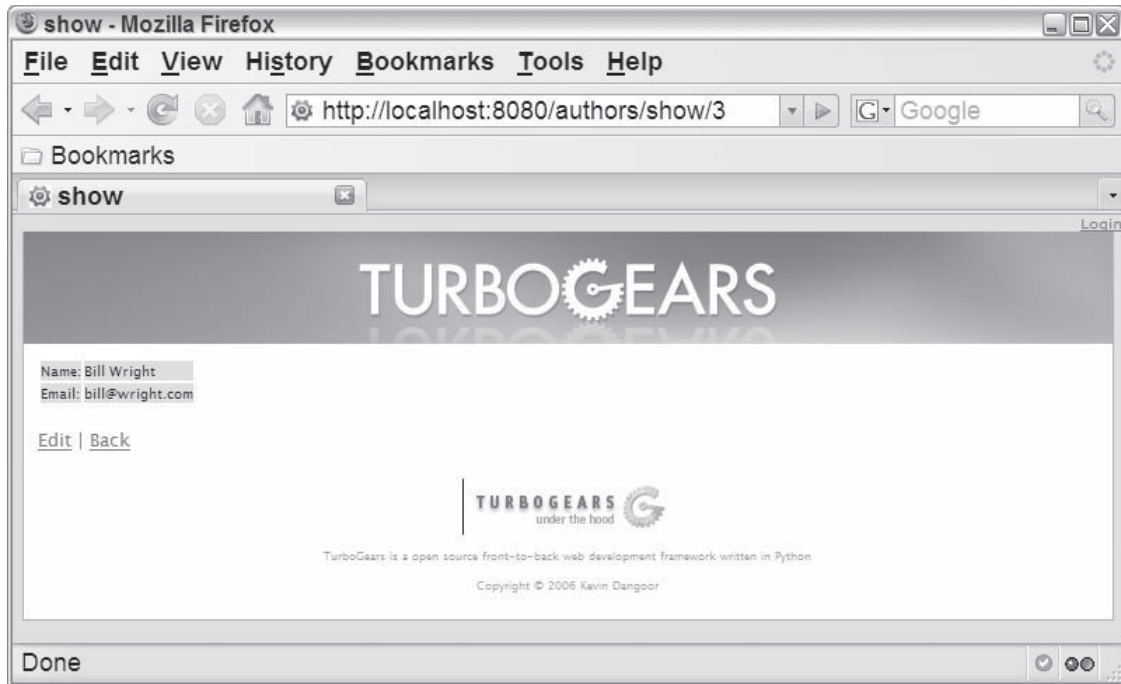 show - Mozilla Firefox
File Edit View History Bookmarks Tools Help
http://localhost:8080/authors/show/3
G Google
Bookmarks
show
Login
TURBOGEARS
Name: Bill Wright
Email: bill@wright.com
Edit | Back
TURBOGEARS
under the hood
TurboGears is a open source front-to-back web development framework written in Python
Copyright © 2006 Kevin Dangoor
Done